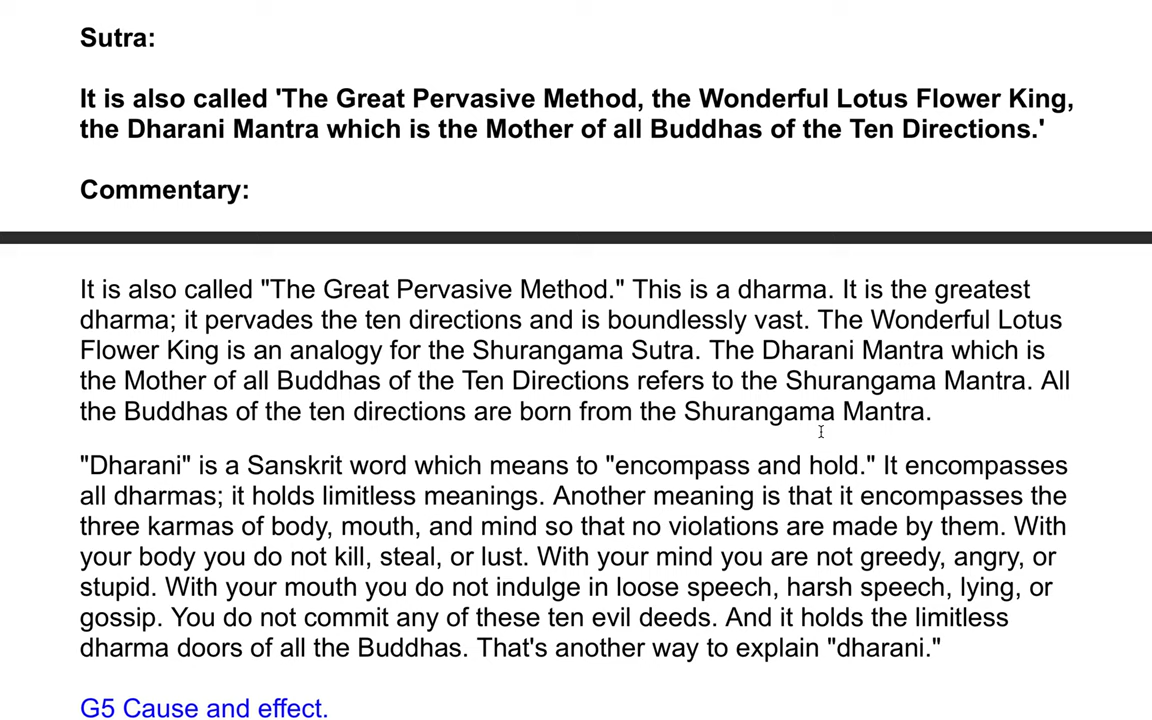 Sutra:
It is also called 'The Great Pervasive Method, the Wonderful Lotus Flower King,
the Dharani Mantra which is the Mother of all Buddhas of the Ten Directions.'
Commentary:
It is also called "The Great Pervasive Method." This is a dharma. It is the greatest
dharma; it pervades the ten directions and is boundlessly vast. The Wonderful Lotus
Flower King is an analogy for the Shurangama Sutra. The Dharani Mantra which is
the Mother of all Buddhas of the Ten Directions refers to the Shurangama Mantra. All
the Buddhas of the ten directions are born from the Shurangama Mantra.
"Dharani" is a Sanskrit word which means to "encompass and hold." It encompasses
all dharmas; it holds limitless meanings. Another meaning is that it encompasses the
three karmas of body, mouth, and mind so that no violations are made by them. With
your body you do not kill, steal, or lust. With your mind you are not greedy, angry, or
stupid. With your mouth you do not indulge in loose speech, harsh speech, lying, or
gossip. You do not commit any of these ten evil deeds. And it holds the limitless
dharma doors of all the Buddhas. That's another way to explain "dharani."
G5 Cause and effect.